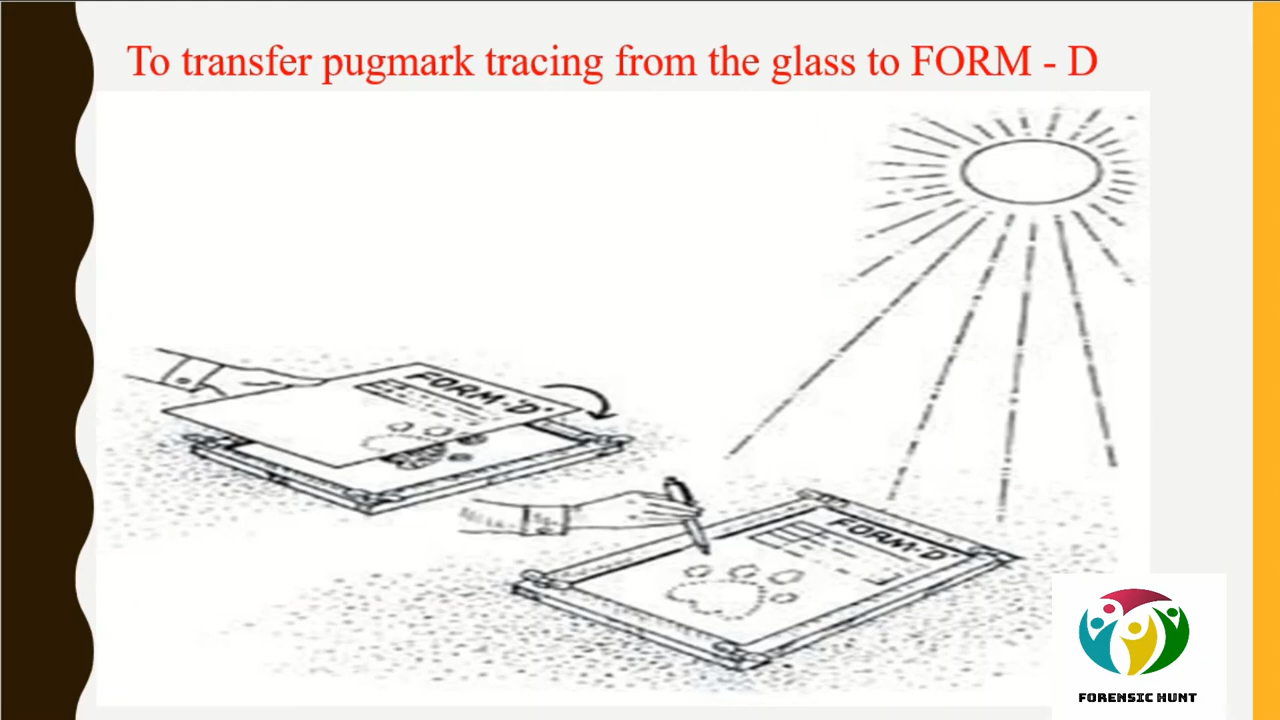 To transfer pugmark tracing from the glass to FORM - D
FORM-'D'
FORM-'D'
FORENSIC HUNT